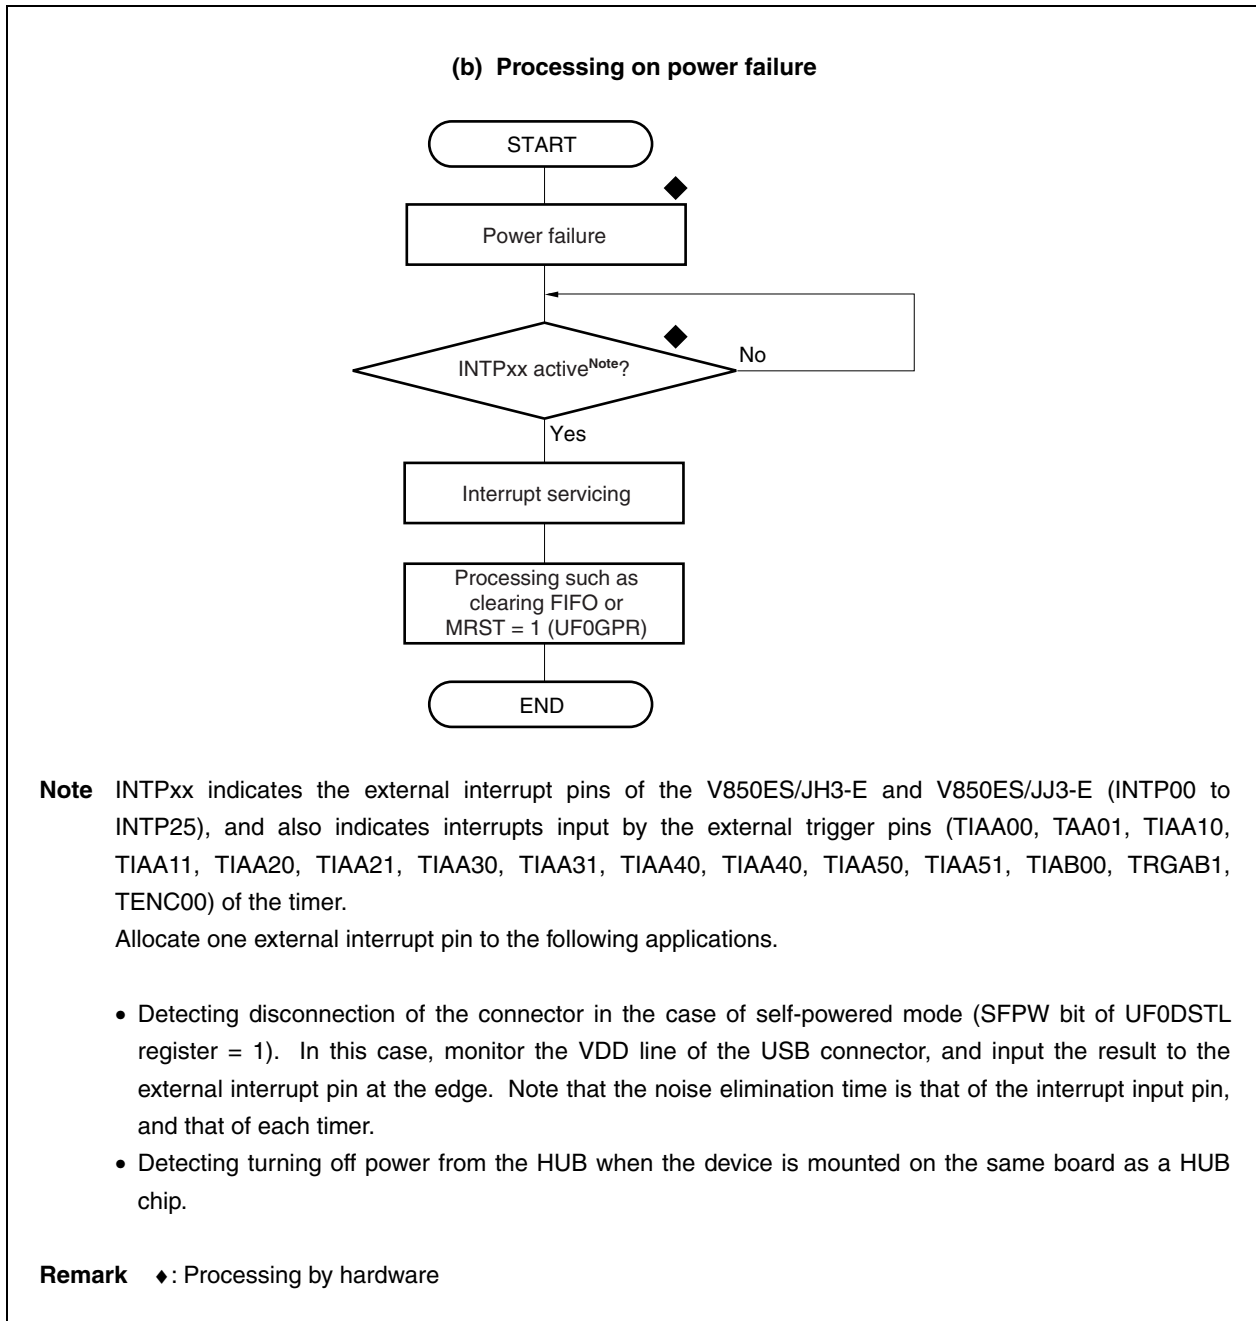 (b) Processing on power failure
START
Power failure
INTPxx activeNote?
No
Yes
Interrupt servicing
Processing such as
clearing FIFO or
MRST = 1 (UF0GPR)
END
Note INTPxx indicates the external interrupt pins of the V850ES/JH3-E and V850ES/JJ3-E (INTP00 to
INTP25), and also indicates interrupts input by the external trigger pins (TIAA00, TAA01, TIAA10,
TIAA11, TIAA20, TIAA21, TIAA30, TIAA31, TIAA40, TIAA40, TIAA50, TIAA51, TIAB00, TRGAB1,
TENC00) of the timer.
Allocate one external interrupt pin to the following applications.
• Detecting disconnection of the connector in the case of self-powered mode (SFPW bit of UF0DSTL
register = 1). In this case, monitor the VDD line of the USB connector, and input the result to the
external interrupt pin at the edge. Note that the noise elimination time is that of the interrupt input pin,
and that of each timer.
• Detecting turning off power from the HUB when the device is mounted on the same board as a HUB
chip.
Remark ♦: Processing by hardware